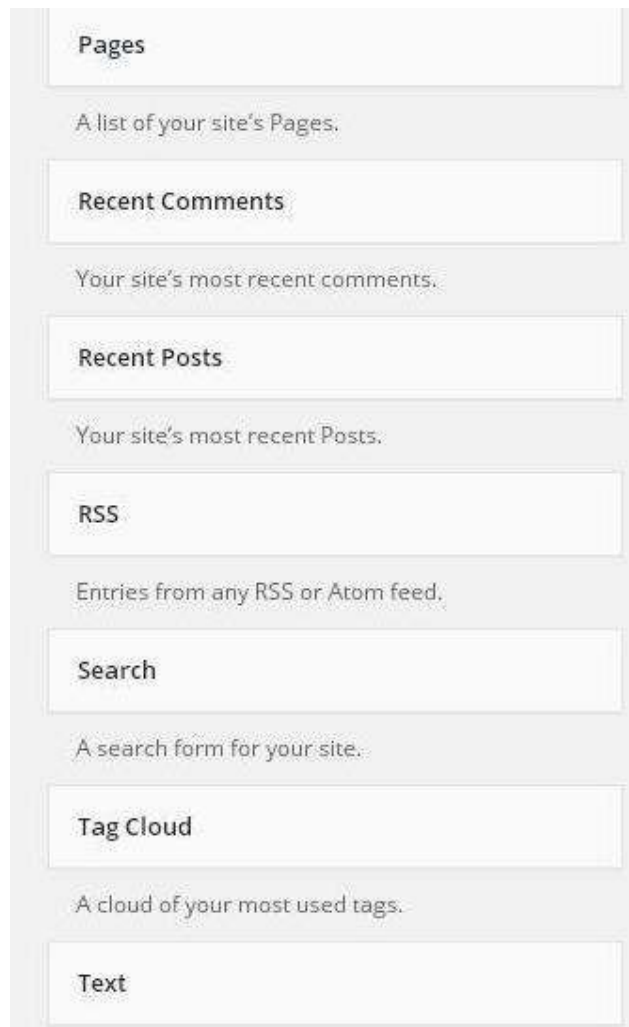 Pages
A list of your site's Pages.
Recent Comments
Your site's most recent comments.
Recent Posts
Your site's most recent Posts.
RSS
Entries from any RSS or Atom feed.
Search
A search form for your site.
Tag Cloud
A cloud of your most used tags.
Text